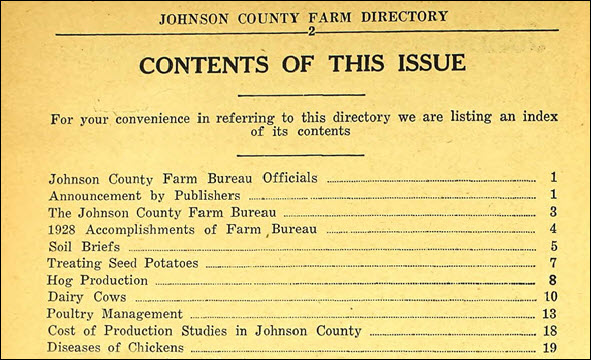 JOHNSON COUNTY FARM DIRECTORY
2
CONTENTS OF THIS ISSUE
For your convenience in referring to this directory we are listing an index
of its contents
Johnson County Farm Bureau Officials 1
Announcement by Publishers 1
The Johnson County Farm Bureau 3
1928 Accomplishments of Farm Bureau 4
Soil Briefs 5
Treating Seed Potatoes 7
Hog Production 8
Dairy Cows 10
Poultry Management 13
Cost of Production Studies in Johnson County 18
Diseases of Chickens 19